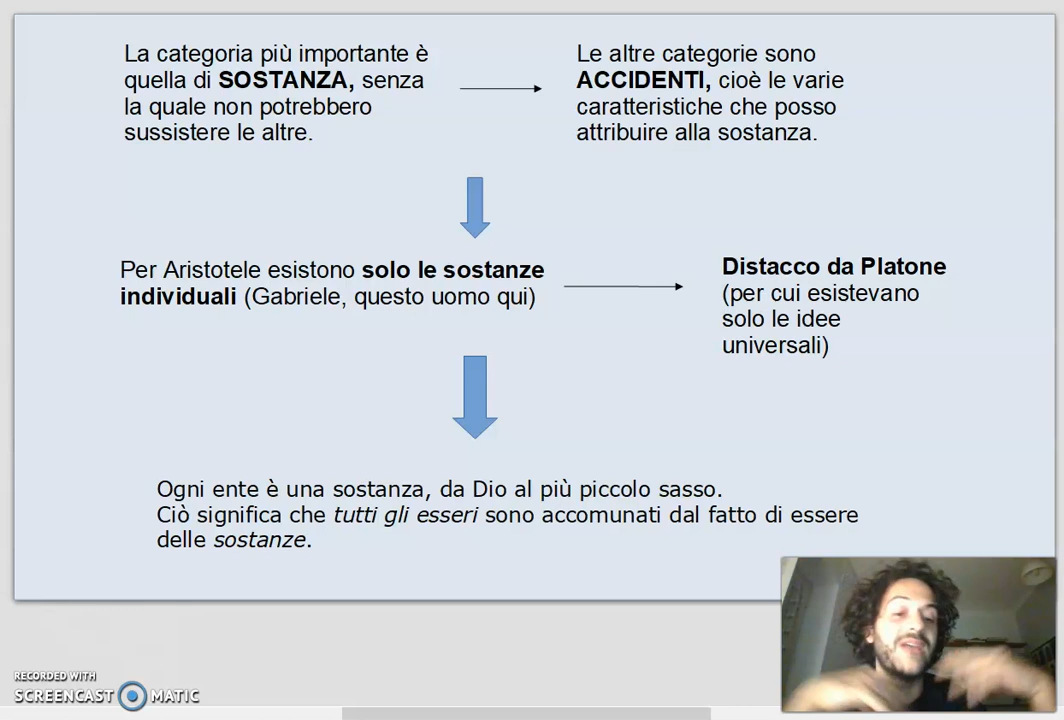 La categoria più importante è
quella di SOSTANZA, senza
la quale non potrebbero
sussistere le altre.
Le altre categorie sono
ACCIDENTI, cioè le varie
caratteristiche che posso
attribuire alla sostanza.
Per Aristotele esistono solo le sostanze
individuali (Gabriele, questo uomo qui)
Distacco da Platone
(per cui esistevano
solo le idee
universali)
Ogni ente è una sostanza, da Dio al più piccolo sasso.
Ciò significa che tutti gli esseri sono accomunati dal fatto di essere
delle sostanze.
RECORDED WITH
SCREENCAST MATIC